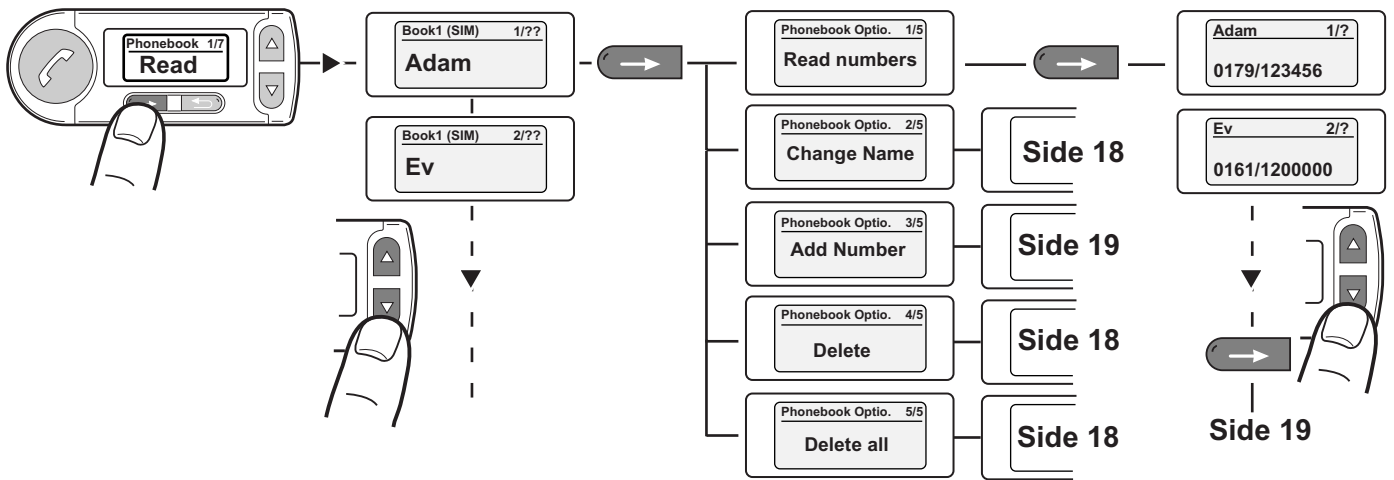 Phonebook 1/7
Read
Book1 (SIM) 1/??
Adam
Book1 (SIM) 2/??
Ev
Phonebook Optio. 1/5
Read numbers
Phonebook Optio. 2/5
Change Name
Side 18
Phonebook Optio. 3/5
Add Number
Side 19
Phonebook Optio. 4/5
Delete
Side 18
Phonebook Optio. 5/5
Delete all
Side 18
Adam 1/?
0179/123456
Ev 2/?
0161/1200000
Side 19